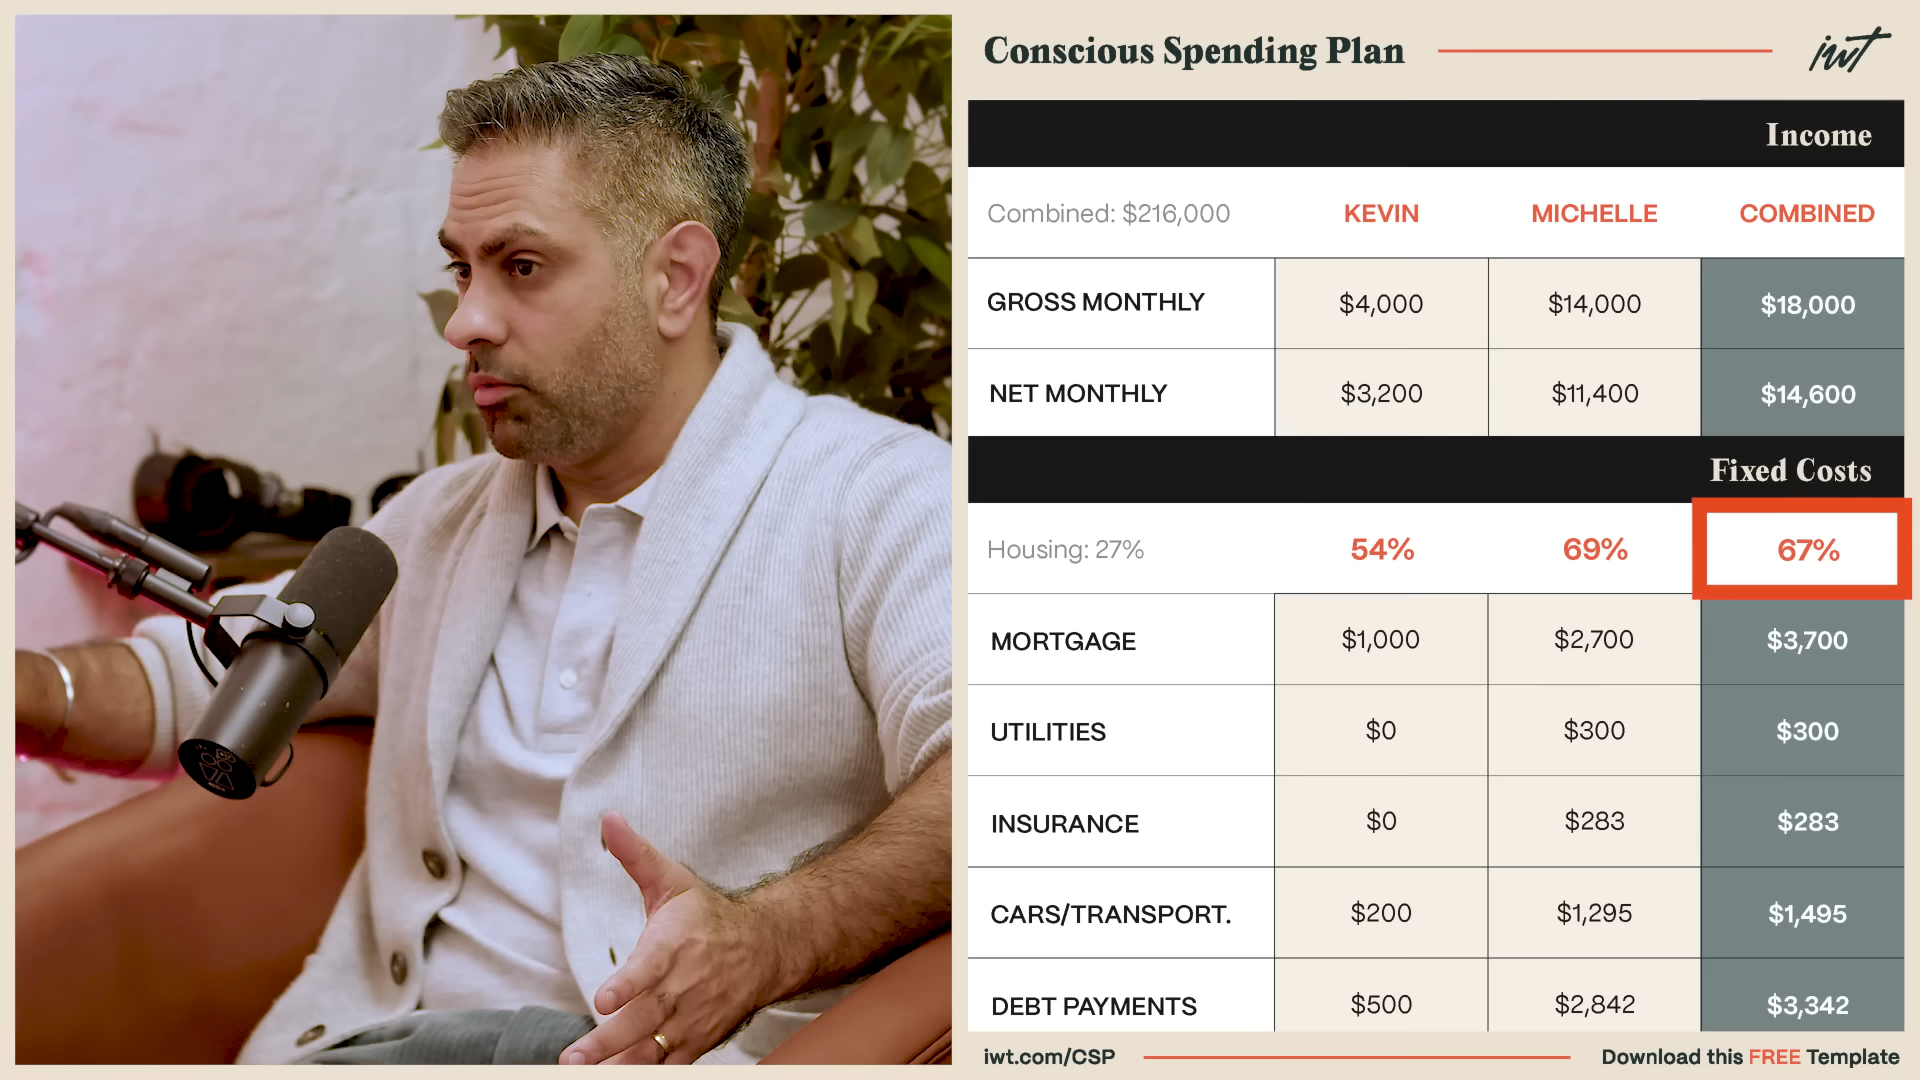 Conscious Spending Plan
iwt
Income
Combined: $216,000 KEVIN MICHELLE COMBINED
GROSS MONTHLY $4,000 $14,000 $18,000
NET MONTHLY $3,200 $11,400 $14,600
Fixed Costs
Housing: 27% 54% 69% 67%
MORTGAGE $1,000 $2,700 $3,700
UTILITIES $0 $300 $300
INSURANCE $0 $283 $283
CARS/TRANSPORT. $200 $1,295 $1,495
DEBT PAYMENTS $500 $2,842 $3,342
iwt.com/CSP Download this FREE Template